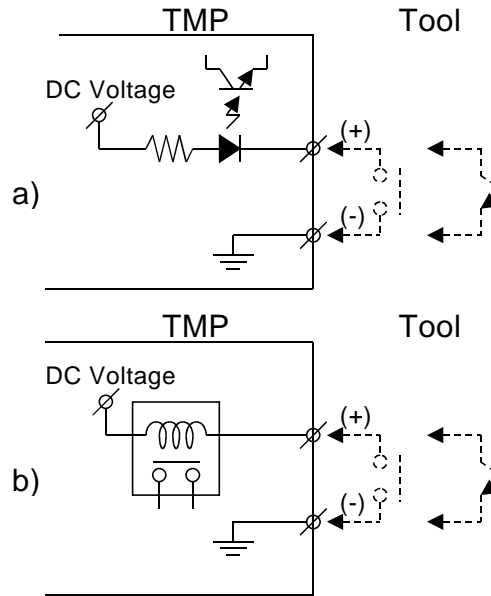 TMP Tool
DC Voltage
(+)
a)
(-)
TMP Tool
DC Voltage
(+)
b)
(-)